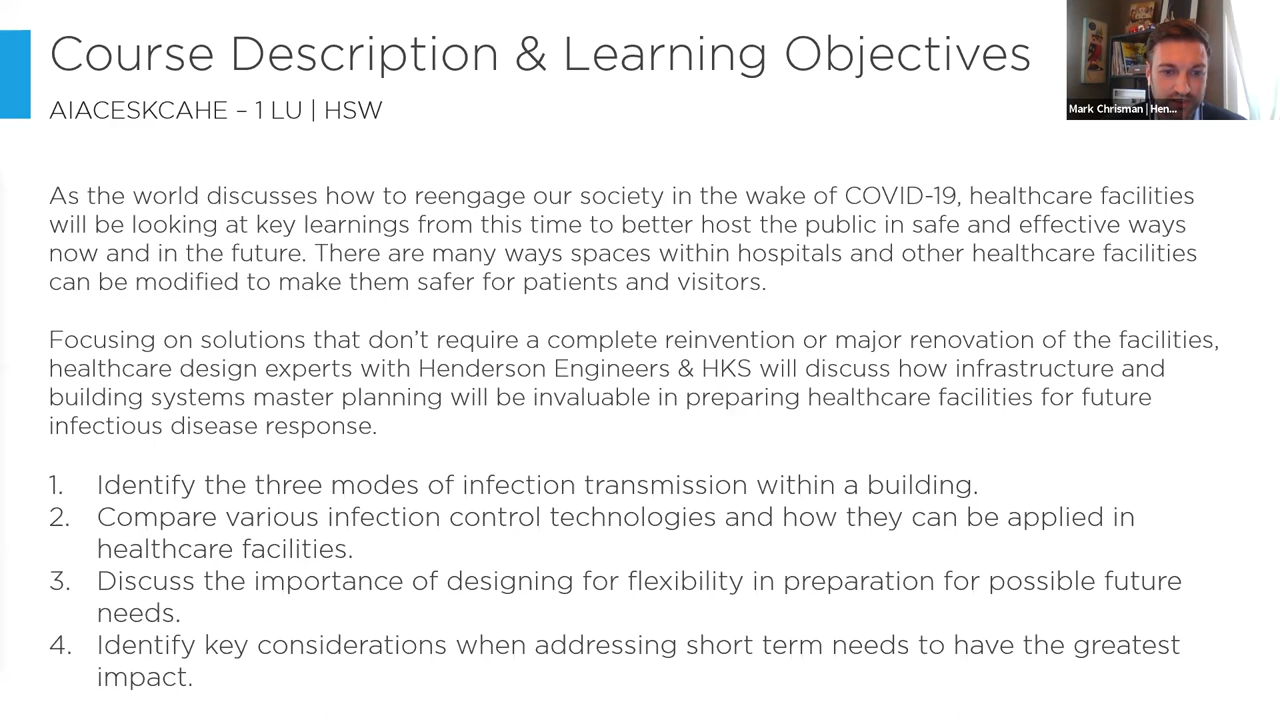 Course Description & Learning Objectives
AIACESKCAHE – 1 LU | HSW
Mark Chrisman | Hen...
As the world discusses how to reengage our society in the wake of COVID-19, healthcare facilities
will be looking at key learnings from this time to better host the public in safe and effective ways
now and in the future. There are many ways spaces within hospitals and other healthcare facilities
can be modified to make them safer for patients and visitors.
Focusing on solutions that don’t require a complete reinvention or major renovation of the facilities,
healthcare design experts with Henderson Engineers & HKS will discuss how infrastructure and
building systems master planning will be invaluable in preparing healthcare facilities for future
infectious disease response.
1. Identify the three modes of infection transmission within a building.
2. Compare various infection control technologies and how they can be applied in
healthcare facilities.
3. Discuss the importance of designing for flexibility in preparation for possible future
needs.
4. Identify key considerations when addressing short term needs to have the greatest
impact.